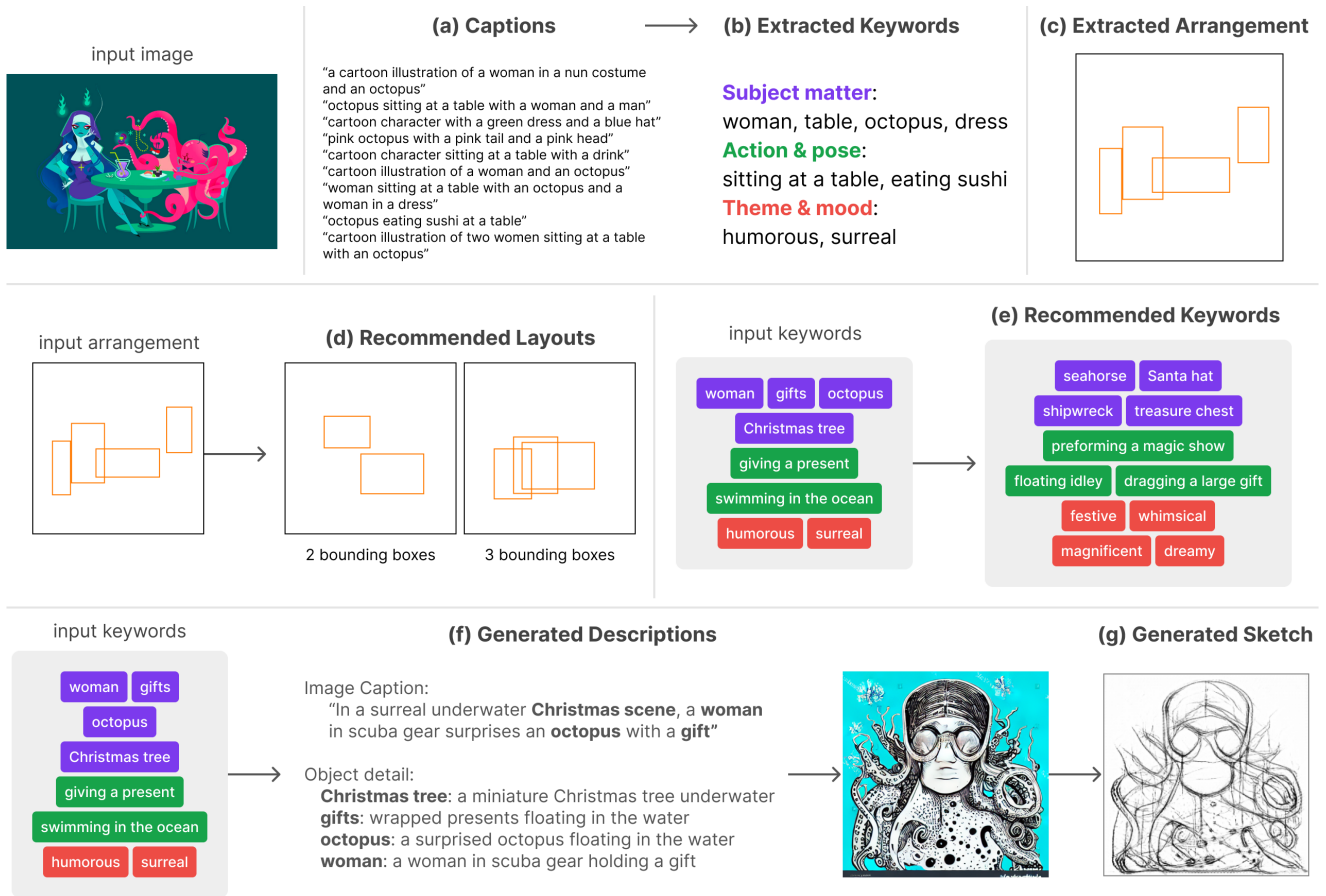 input image
(a) Captions
(b) Extracted Keywords
(c) Extracted Arrangement
“a cartoon illustration of a woman in a nun costume
and an octopus”
“octopus sitting at a table with a woman and a man”
“cartoon character with a green dress and a blue hat”
“pink octopus with a pink tail and a pink head”
“cartoon character sitting at a table with a drink”
“cartoon illustration of a woman and an octopus”
“woman sitting at a table with an octopus and a
woman in a dress”
“octopus eating sushi at a table”
“cartoon illustration of two women sitting at a table
with an octopus”
Subject matter:
woman, table, octopus, dress
Action & pose:
sitting at a table, eating sushi
Theme & mood:
humorous, surreal
input arrangement
(d) Recommended Layouts
2 bounding boxes
3 bounding boxes
input keywords
woman gifts octopus
Christmas tree
giving a present
swimming in the ocean
humorous surreal
(e) Recommended Keywords
seahorse Santa hat
shipwreck treasure chest
preforming a magic show
floating idley dragging a large gift
festive whimsical
magnificent dreamy
input keywords
woman gifts
octopus
Christmas tree
giving a present
swimming in the ocean
humorous surreal
(f) Generated Descriptions
Image Caption:
“In a surreal underwater Christmas scene, a woman
in scuba gear surprises an octopus with a gift”
Object detail:
Christmas tree: a miniature Christmas tree underwater
gifts: wrapped presents floating in the water
octopus: a surprised octopus floating in the water
woman: a woman in scuba gear holding a gift
(g) Generated Sketch